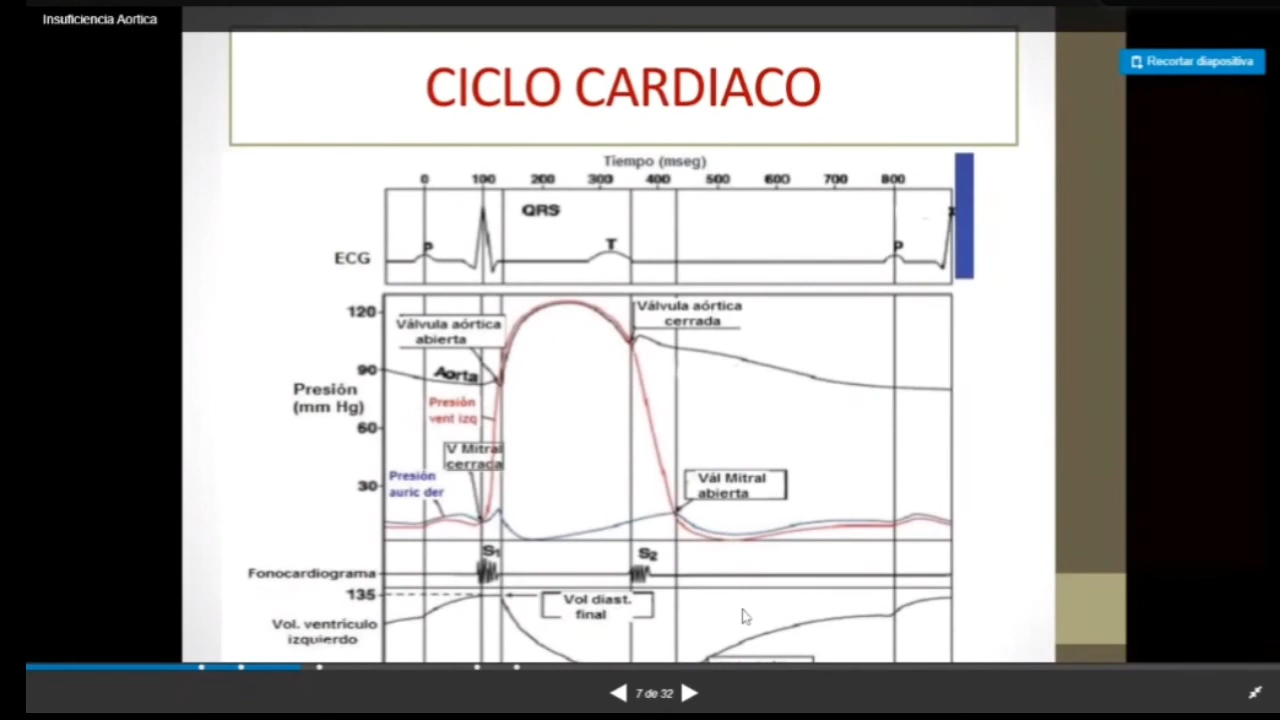 Insuficiencia Aortica
Recortar diapositiva
CICLO CARDIACO
Tiempo (mseg)
0 100 200 300 400 500 600 700 800
QRS
P T P
ECG
120
Válvula aórtica
cerrada
Válvula aórtica
abierta
90
Aorta
Presión
(mm Hg)
Presión
vent izq
60
V Mitral
cerrada
Presión
auric der
30
Vál Mitral
abierta
S1 S2
Fonocardiograma
135
Vol diast.
final
Vol. ventrículo
izquierdo
7 de 32